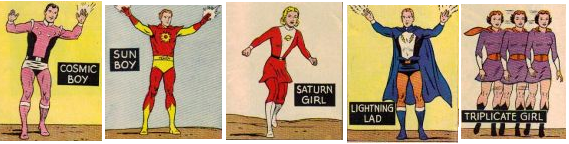 COSMIC
BOY
SUN
BOY
SATURN
GIRL
LIGHTNING
LAD
TRIPLICATE GIRL